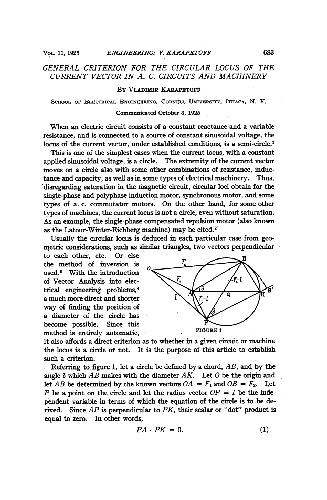 VOL. 11, 1925 ENGINEERING: V. KARAPETOFF 683
GENERAL CRITERION FOR THE CIRCULAR LOCUS OF THE
CURRENT VECTOR IN A. C. CIRCUITS AND MACHINERY
BY VLADIMIR KARAPETOFF
SCHOOL OF ELECTRICAL ENGINEERING, CORNELL UNIVERSITY, ITHACA, N. Y.
Communicated October 8, 1925
When an electric circuit consists of a constant reactance and a variable
resistance, and is connected to a source of constant sinusoidal voltage, the
locus of the current vector, under established conditions, is a semi-circle.¹
This is one of the simplest cases when the current locus, with a constant
applied sinusoidal voltage, is a circle. The extremity of the current vector
moves on a circle also with some other combinations of resistance, induc-
tance and capacity, as well as in some types of electrical machinery. Thus,
disregarding saturation in the magnetic circuit, circular loci obtain for the
single-phase and polyphase induction motor, synchronous motor, and some
types of a. c. commutator motors. On the other hand, for some other
types of machines, the current locus is not a circle, even without saturation.
As an example, the single-phase compensated repulsion motor (also known
as the Latour-Winter-Eichberg machine) may be cited.²
Usually the circular locus is deduced in each particular case from geo-
metric considerations, such as similar triangles, two vectors perpendicular
to each other, etc. Or else
the method of inversion is
used.³ With the introduction
of Vector Analysis into elec-
trical engineering problems,⁴
a much more direct and shorter
way of finding the position of
a diameter of the circle has
become possible. Since this
method is entirely automatic,
FIGURE 1
it also affords a direct criterion as to whether in a given circuit or machine
the locus is a circle or not. It is the purpose of this article to establish
such a criterion.
Referring to figure 1, let a circle be defined by a chord, AB, and by the
angle δ which AB makes with the diameter AK. Let O be the origin and
let AB be determined by the known vectors OA = F₁ and OB = F₂. Let
P be a point on the circle and let the radius vector OP = I be the inde-
pendent variable in terms of which the equation of the circle is to be de-
rived. Since AP is perpendicular to PK, their scalar or "dot" product is
equal to zero. In other words,
PA · PK = 0. (1)